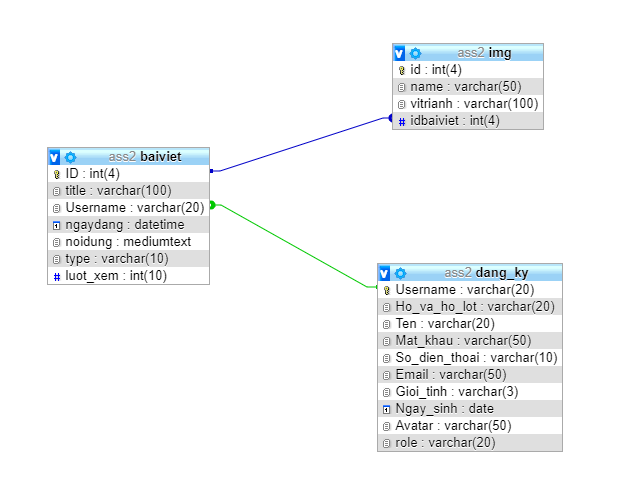 ass2 img
id : int(4)
name : varchar(50)
vitrianh : varchar(100)
# idbaiviet : int(4)
ass2 baiviet
ID : int(4)
title : varchar(100)
Username : varchar(20)
ngaydang : datetime
noidung : mediumtext
type : varchar(10)
# luot_xem : int(10)
ass2 dang_ky
Username : varchar(20)
Ho_va_ho_lot : varchar(20)
Ten : varchar(20)
Mat_khau : varchar(50)
So_dien_thoai : varchar(10)
Email : varchar(50)
Gioi_tinh : varchar(3)
Ngay_sinh : date
Avatar : varchar(50)
role : varchar(20)